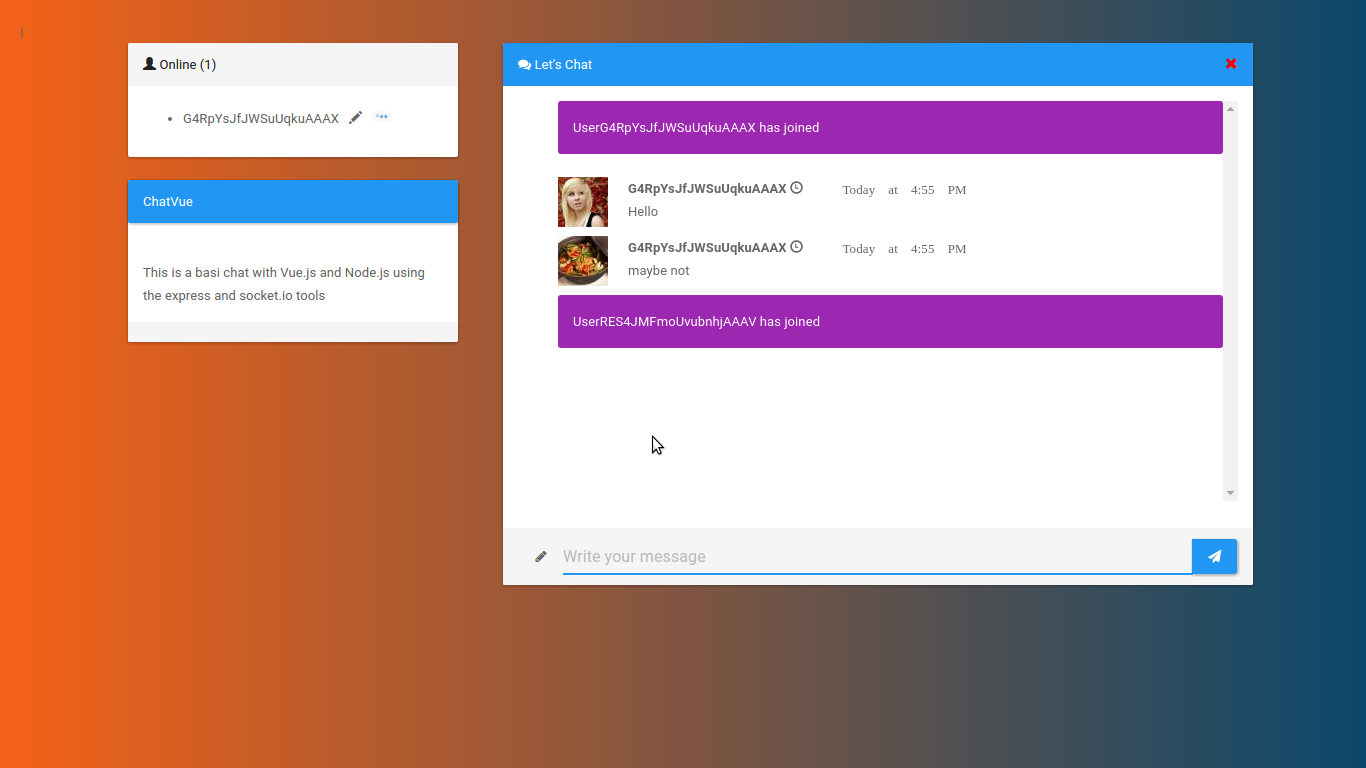 Online (1)
G4RpYsJfJWSuUqkuAAAX
ChatVue
This is a basi chat with Vue.js and Node.js using
the express and socket.io tools
Let's Chat
UserG4RpYsJfJWSuUqkuAAAX has joined
G4RpYsJfJWSuUqkuAAAX Today at 4:55 PM
Hello
G4RpYsJfJWSuUqkuAAAX Today at 4:55 PM
maybe not
UserRES4JMFmoUvubnhjAAAV has joined
Write your message